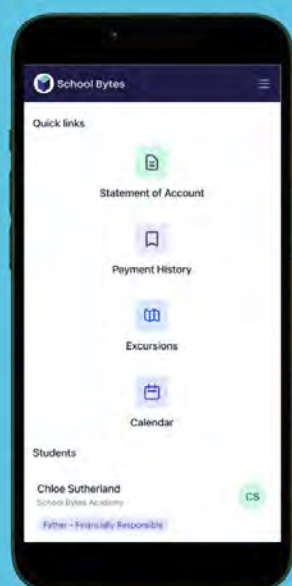 School Bytes
Quick links
Statement of Account
Payment History
Excursions
Calendar
Students
Chloe Sutherland
CS
School Bytes Academy
Father - Financially Responsible